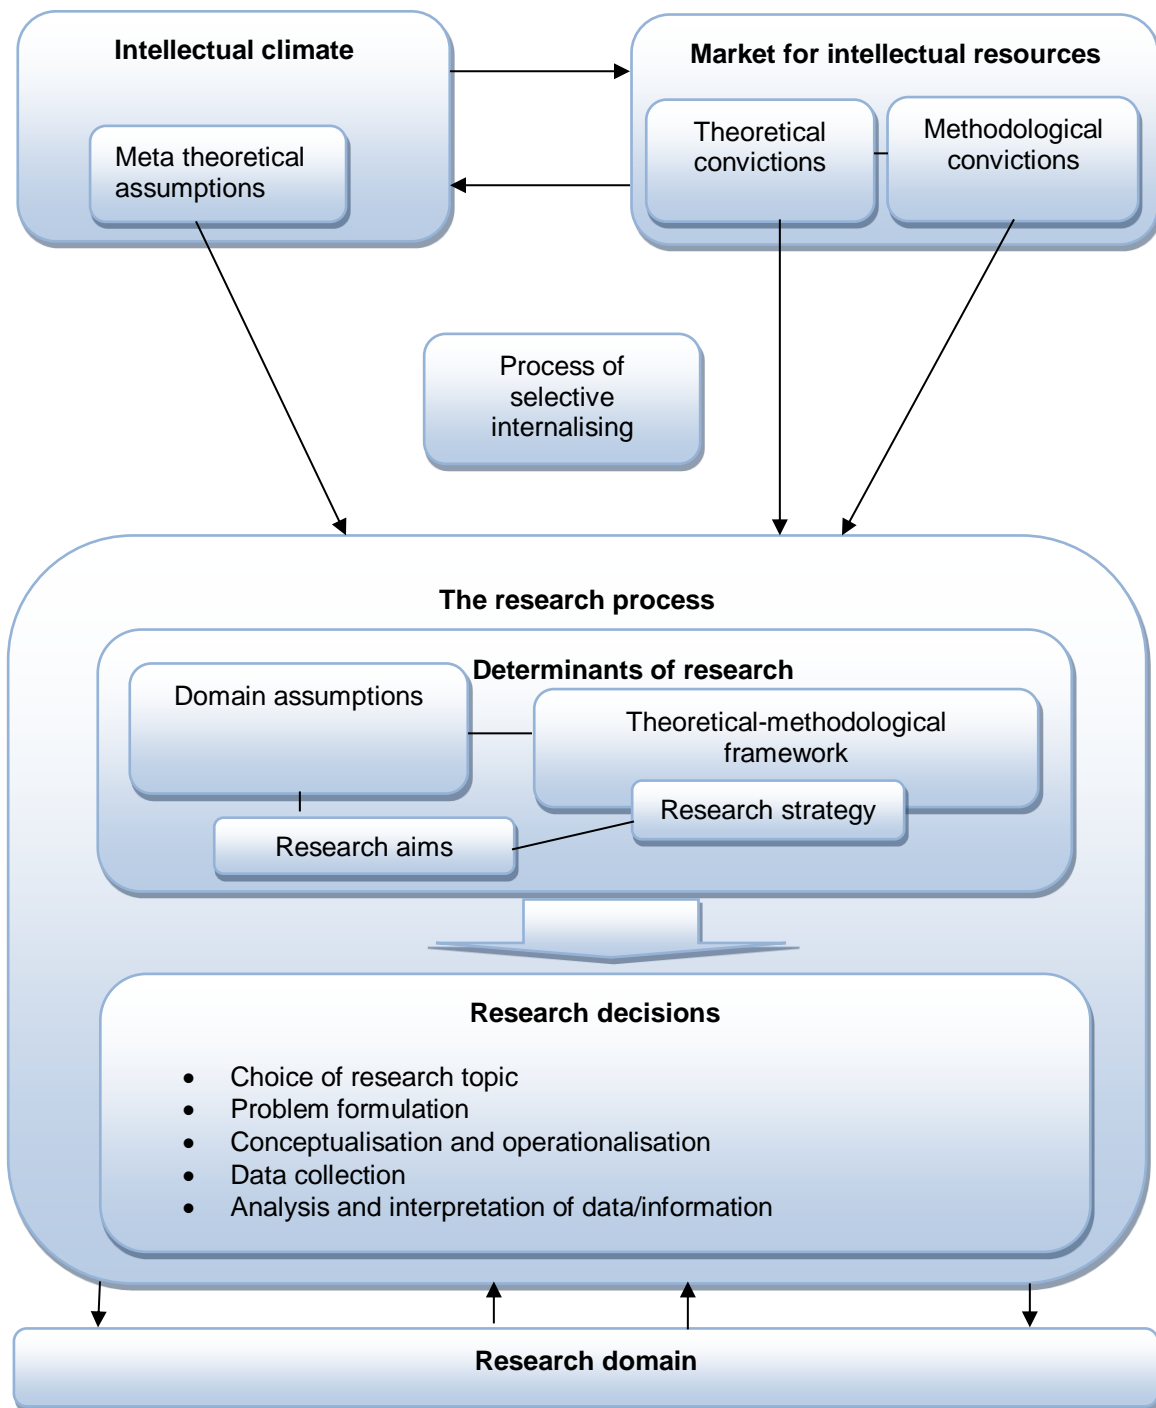 Intellectual climate
Meta theoretical
assumptions
Market for intellectual resources
Theoretical
convictions
Methodological
convictions
Process of
selective
internalising
The research process
Determinants of research
Domain assumptions
Theoretical-methodological
framework
Research strategy
Research aims
Research decisions
• Choice of research topic
• Problem formulation
• Conceptualisation and operationalisation
• Data collection
• Analysis and interpretation of data/information
Research domain